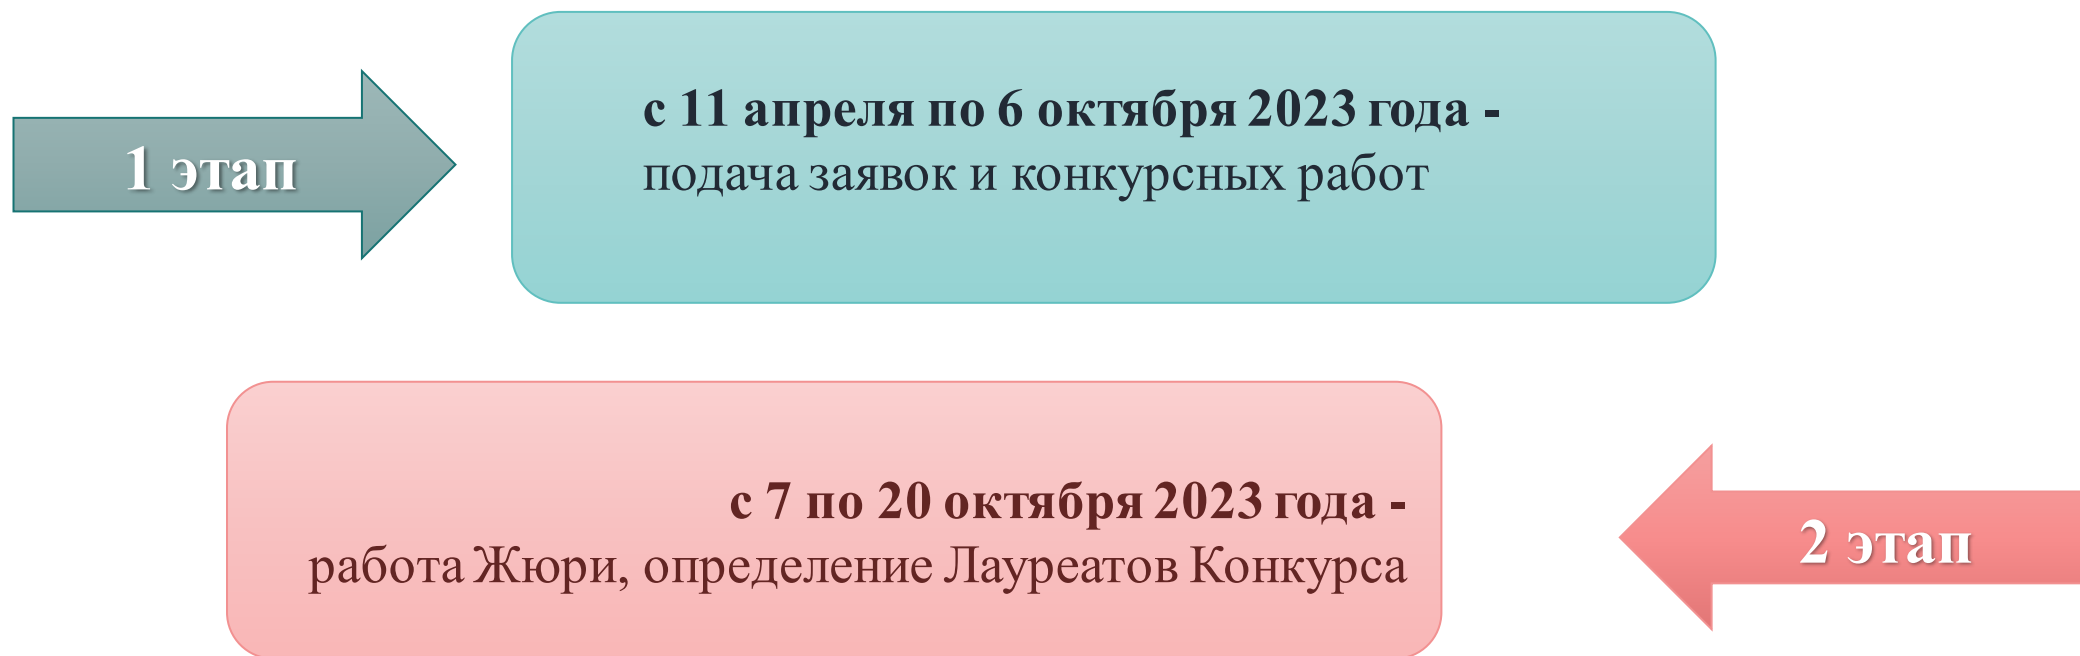 1 этап
с 11 апреля по 6 октября 2023 года -
подача заявок и конкурсных работ
с 7 по 20 октября 2023 года -
работа Жюри, определение Лауреатов Конкурса
2 этап